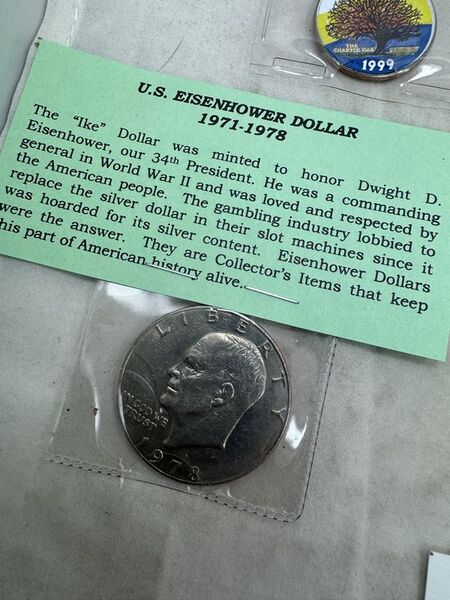 THE
CHARTER OAK
1999
U.S. EISENHOWER DOLLAR
1971-1978
The "Ike" Dollar was minted to honor Dwight D.
Eisenhower, our 34th President. He was a commanding
general in World War II and was loved and respected by
the American people. The gambling industry lobbied to
replace the silver dollar in their slot machines since it
was hoarded for its silver content. Eisenhower Dollars
were the answer. They are Collector's Items that keep
his part of American history alive..
LIBERTY
IN GOD WE
TRUST
1978